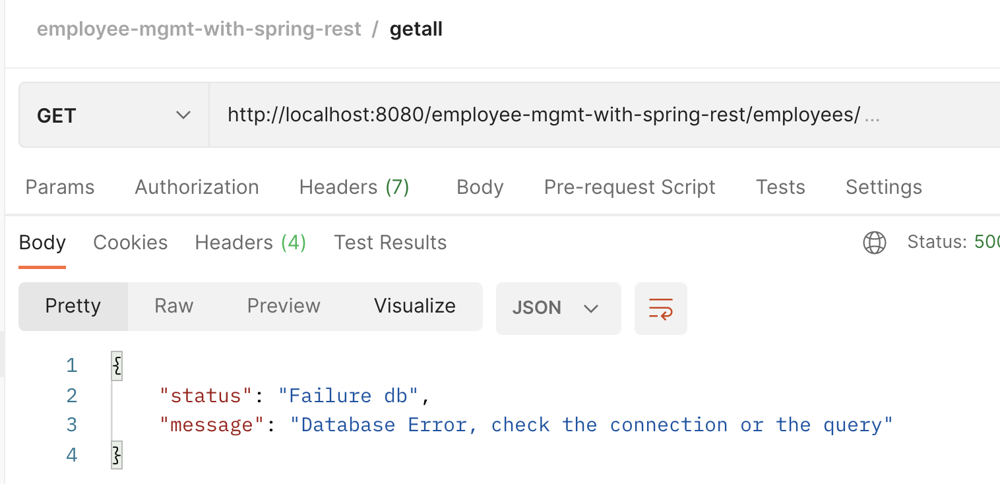 employee-mgmt-with-spring-rest / getall
GET http://localhost:8080/employee-mgmt-with-spring-rest/employees/ ...
Params Authorization Headers (7) Body Pre-request Script Tests Settings
Body Cookies Headers (4) Test Results Status: 500
Pretty Raw Preview Visualize JSON
1 {
2 "status": "Failure db",
3 "message": "Database Error, check the connection or the query"
4 }